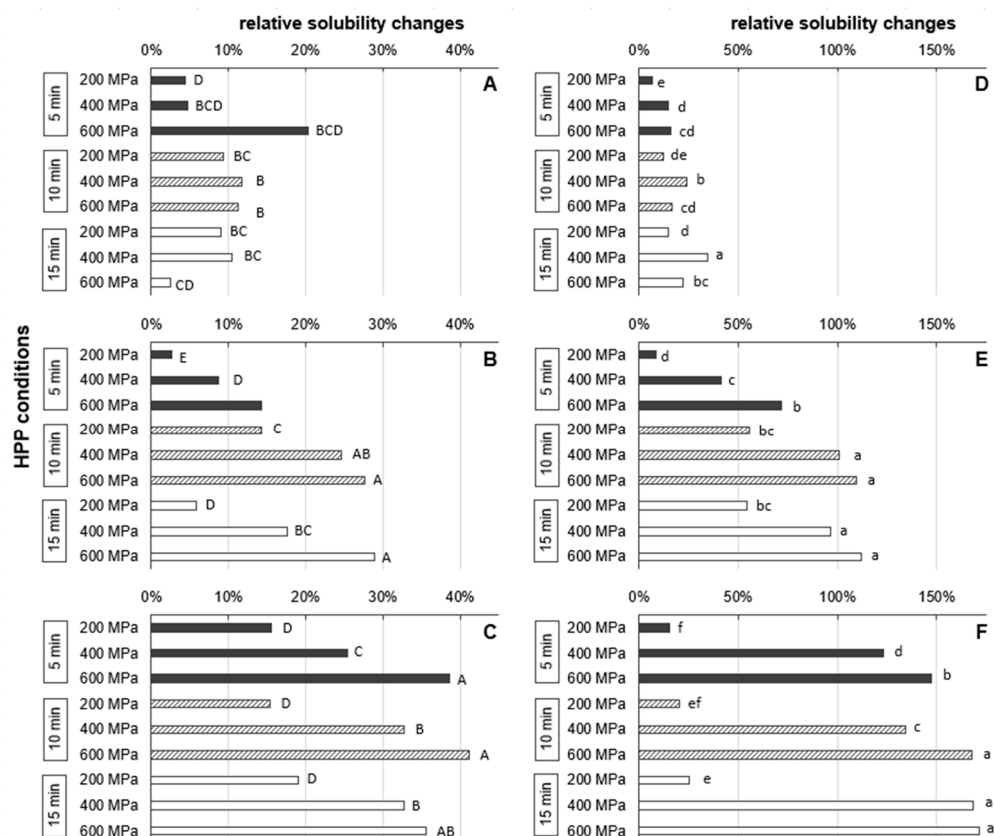 relative solubility changes
0% 10% 20% 30% 40%
A
HPP conditions
5 min
200 MPa D
400 MPa BCD
600 MPa BCD
10 min
200 MPa BC
400 MPa B
600 MPa B
15 min
200 MPa BC
400 MPa BC
600 MPa CD
0% 10% 20% 30% 40%
B
5 min
200 MPa E
400 MPa D
600 MPa
10 min
200 MPa C
400 MPa AB
600 MPa A
15 min
200 MPa D
400 MPa BC
600 MPa A
0% 10% 20% 30% 40%
C
5 min
200 MPa D
400 MPa C
600 MPa A
10 min
200 MPa D
400 MPa B
600 MPa A
15 min
200 MPa D
400 MPa B
600 MPa AB
relative solubility changes
0% 50% 100% 150%
D
5 min
200 MPa e
400 MPa d
600 MPa cd
10 min
200 MPa de
400 MPa b
600 MPa cd
15 min
200 MPa d
400 MPa a
600 MPa bc
0% 50% 100% 150%
E
5 min
200 MPa d
400 MPa c
600 MPa b
10 min
200 MPa bc
400 MPa a
600 MPa a
15 min
200 MPa bc
400 MPa a
600 MPa a
0% 50% 100% 150%
F
5 min
200 MPa f
400 MPa d
600 MPa b
10 min
200 MPa ef
400 MPa c
600 MPa a
15 min
200 MPa e
400 MPa a
600 MPa a